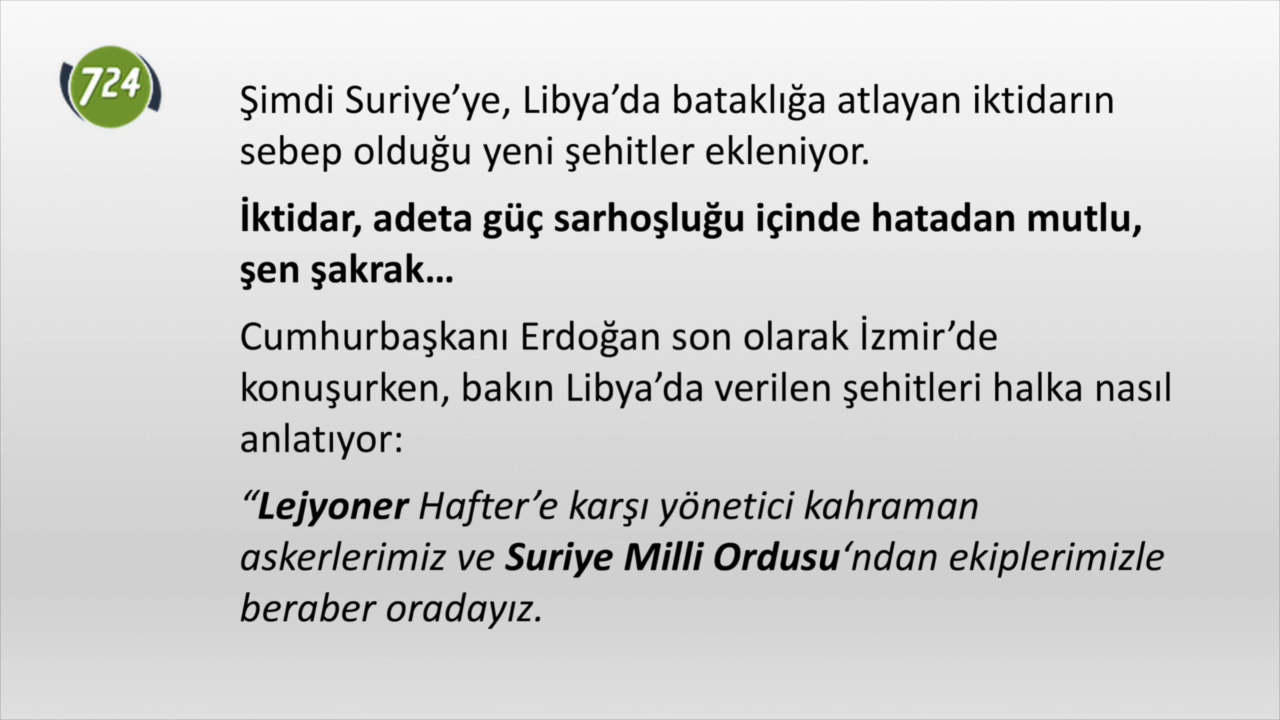 724
Şimdi Suriye’ye, Libya’da bataklığa atlayan iktidarın
sebep olduğu yeni şehitler ekleniyor.
İktidar, adeta güç sarhoşluğu içinde hatadan mutlu,
şen şakrak…
Cumhurbaşkanı Erdoğan son olarak İzmir’de
konuşurken, bakın Libya’da verilen şehitleri halka nasıl
anlatıyor:
“Lejyoner Hafter’e karşı yönetici kahraman
askerlerimiz ve Suriye Milli Ordusu‘ndan ekiplerimizle
beraber oradayız.